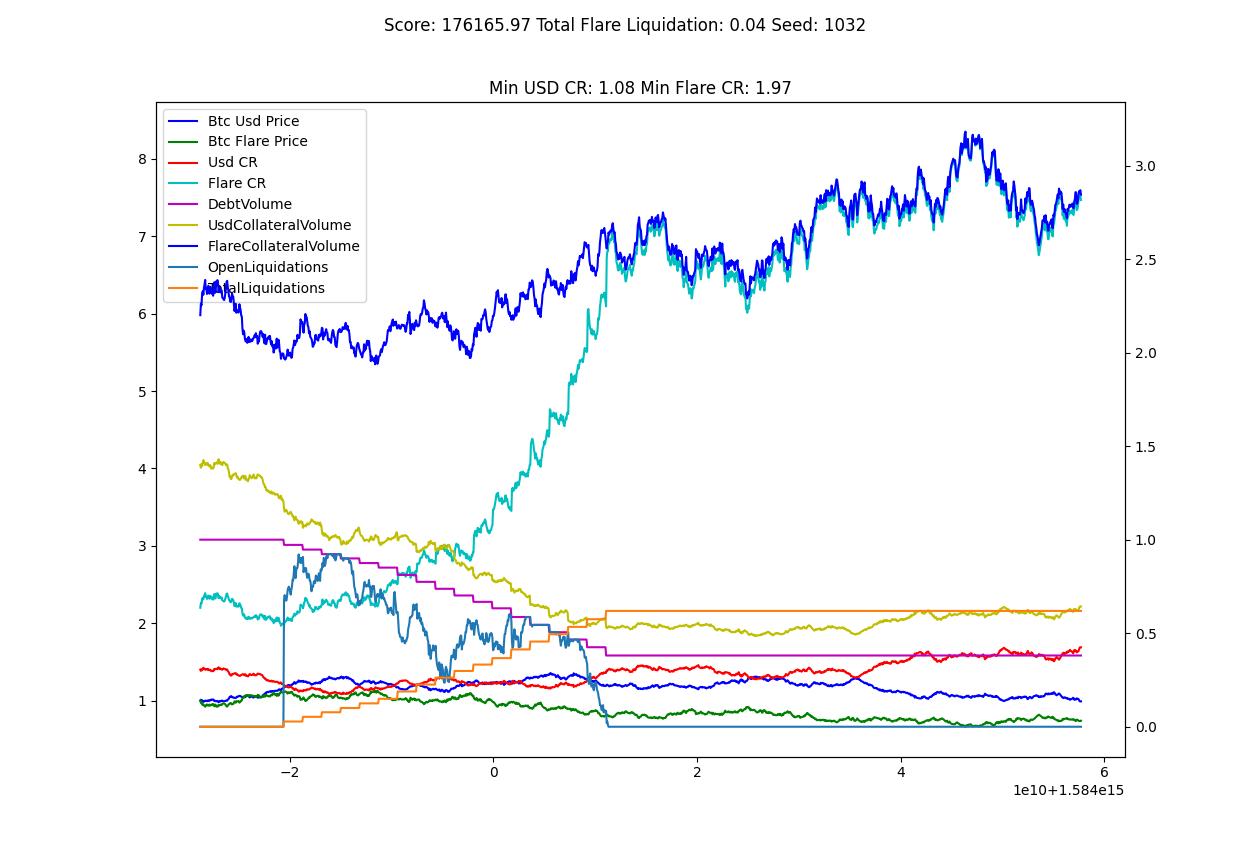 Score: 176165.97 Total Flare Liquidation: 0.04 Seed: 1032
Min USD CR: 1.08 Min Flare CR: 1.97
Btc Usd Price
Btc Flare Price
Usd CR
Flare CR
DebtVolume
UsdCollateralVolume
FlareCollateralVolume
OpenLiquidations
TotalLiquidations
8
7
6
5
4
3
2
1
3.0
2.5
2.0
1.5
1.0
0.5
0.0
−2
0
2
4
6
1e10+1.584e15